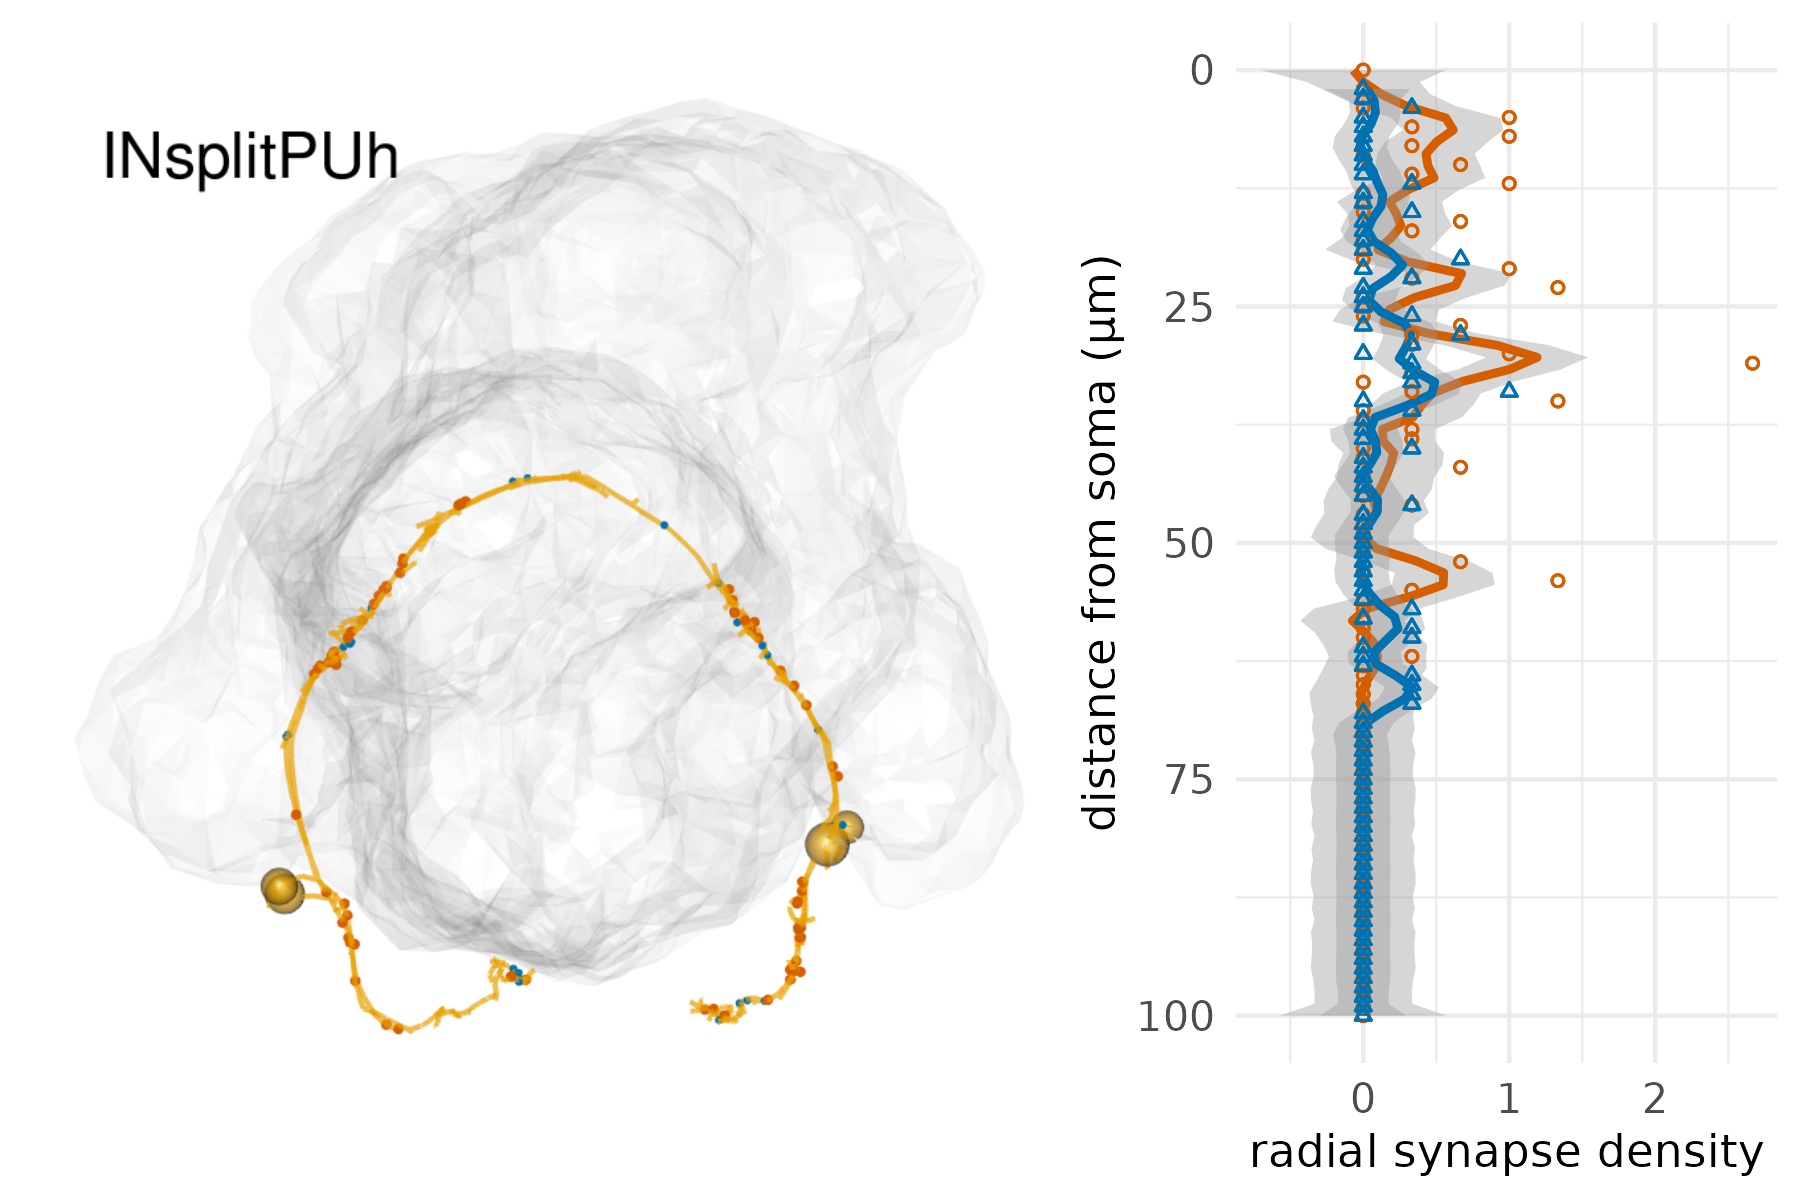 INsplitPUh
distance from soma (μm)
0
25
50
75
100
0 1 2
radial synapse density